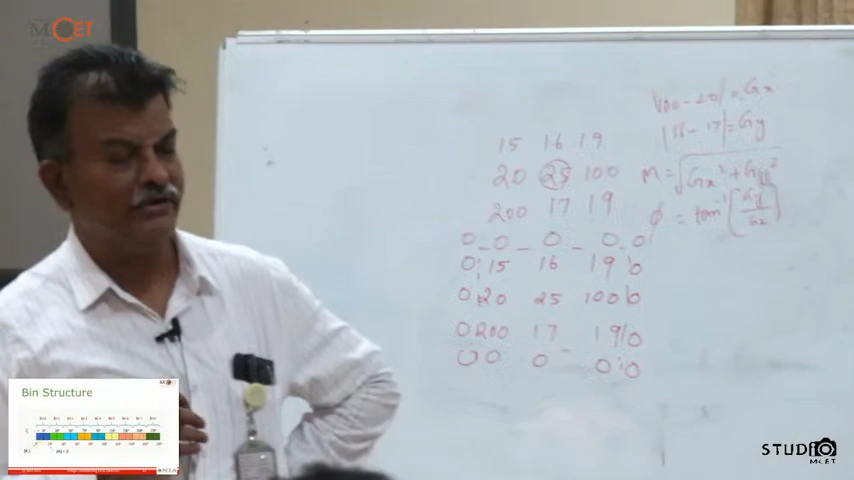 MCET
|100-20| = Gx
|16-17| = Gy
15 16 19
20 25 100
M = √Gx² + Gy²
200 17 19
φ = tan⁻¹[Gy/Gx]
0 0 0 0 0
0 15 16 19 0
0 20 25 100 0
0 200 17 19 0
0 0 0 0 0
Bin Structure
STUDIO
MCET